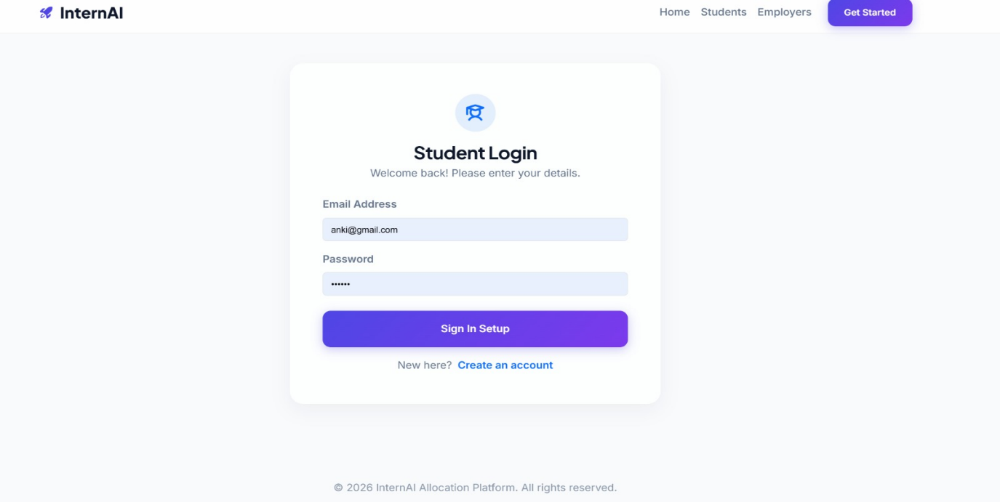 InternAI
Home Students Employers Get Started
Student Login
Welcome back! Please enter your details.
Email Address
anki@gmail.com
Password
••••••
Sign In Setup
New here? Create an account
© 2026 InternAI Allocation Platform. All rights reserved.